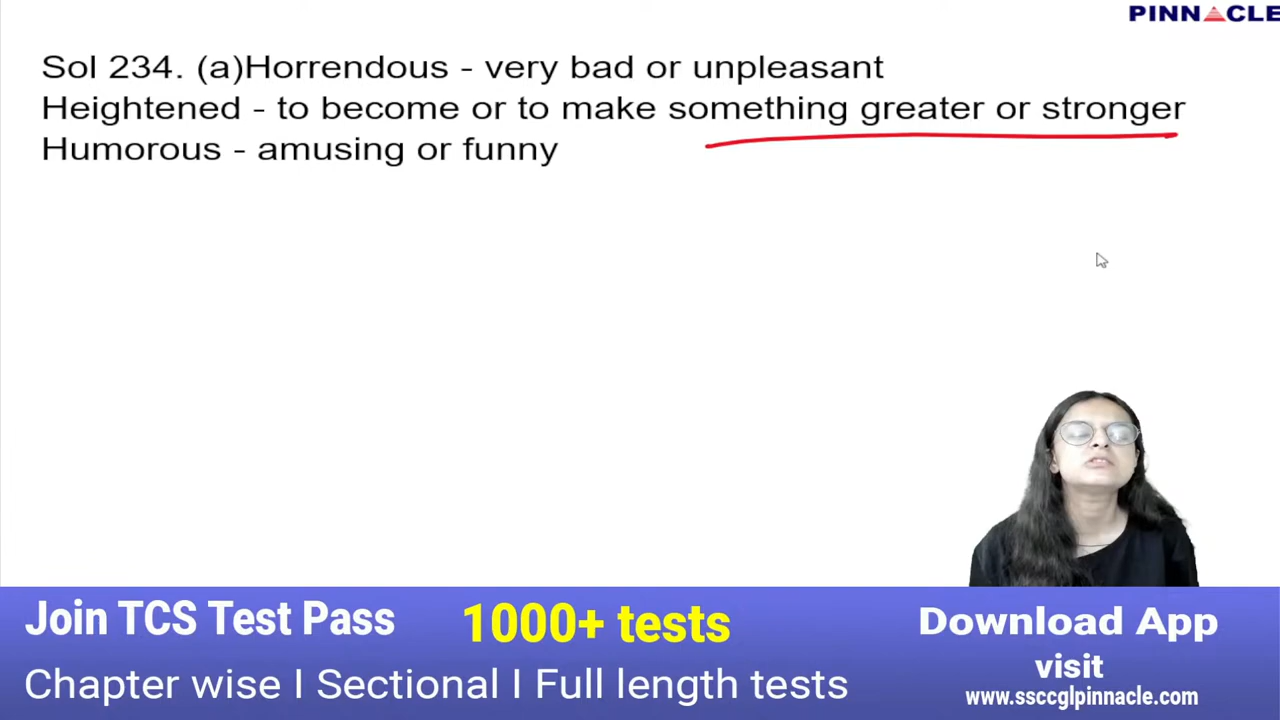 PINNACLE
Sol 234. (a)Horrendous - very bad or unpleasant
Heightened - to become or to make something greater or stronger
Humorous - amusing or funny
Join TCS Test Pass
1000+ tests
Chapter wise I Sectional I Full length tests
Download App
visit
www.ssccglpinnacle.com